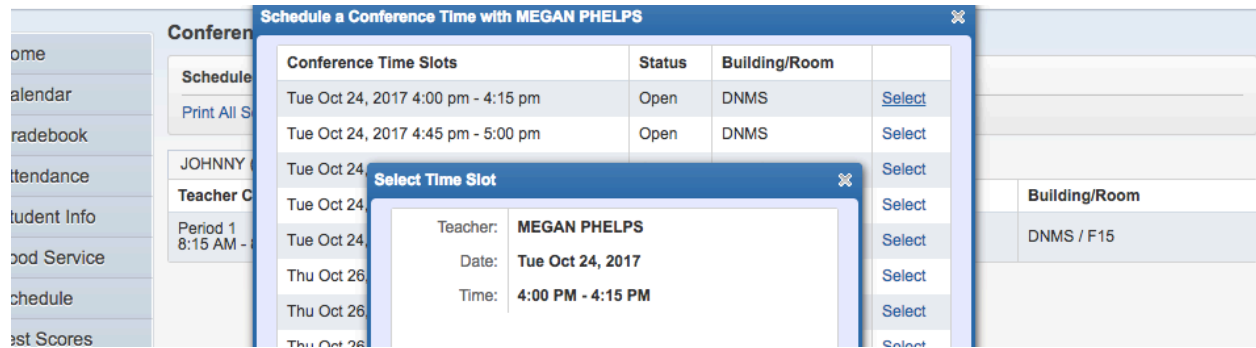 Conferen
ome
alendar
radebook
ttendance
tudent Info
ood Service
chedule
est Scores
Schedule
Print All S
JOHNNY (
Teacher C
Building/Room
Period 1
8:15 AM -
DNMS / F15
Schedule a Conference Time with MEGAN PHELPS
Conference Time Slots Status Building/Room
Tue Oct 24, 2017 4:00 pm - 4:15 pm Open DNMS Select
Tue Oct 24, 2017 4:45 pm - 5:00 pm Open DNMS Select
Tue Oct 24, Select
Tue Oct 24, Select
Tue Oct 24, Select
Thu Oct 26, Select
Thu Oct 26, Select
Thu Oct 26 Select
Select Time Slot
Teacher: MEGAN PHELPS
Date: Tue Oct 24, 2017
Time: 4:00 PM - 4:15 PM